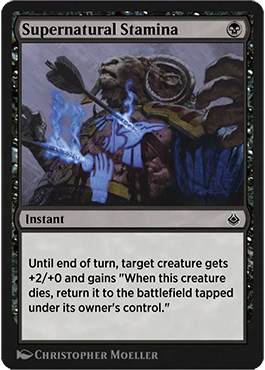 Supernatural Stamina
Instant
Until end of turn, target creature gets
+2/+0 and gains "When this creature
dies, return it to the battlefield tapped
under its owner's control."
Christopher Moeller